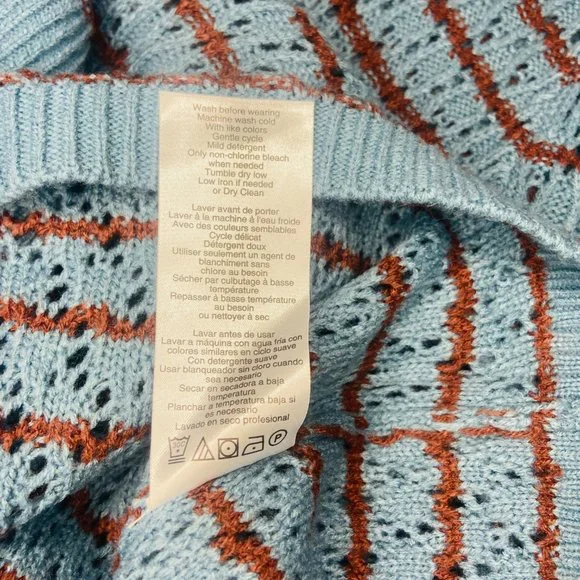 Wash before wearing
Machine wash cold
With like colors
Gentle cycle
Mild detergent
Only non-chlorine bleach
when needed
Tumble dry low
Low iron if needed
or Dry Clean
Laver avant de porter
Laver à la machine à l'eau froide
Avec des couleurs semblables
Cycle délicat
Détergent doux
Utiliser seulement un agent de
blanchiment sans
chlore au besoin
Sécher par culbutage à basse
température
Repasser à basse température
ou nettoyer à sec
Lavar antes de usar
Lavar a máquina con agua fría con
colores similares en ciclo suave
Con detergente suave
Usar blanqueador sin cloro cuando
sea necesario
Secar en secadora a baja
temperatura
Planchar a temperatura baja si
es necesario
Lavado en seco profesional